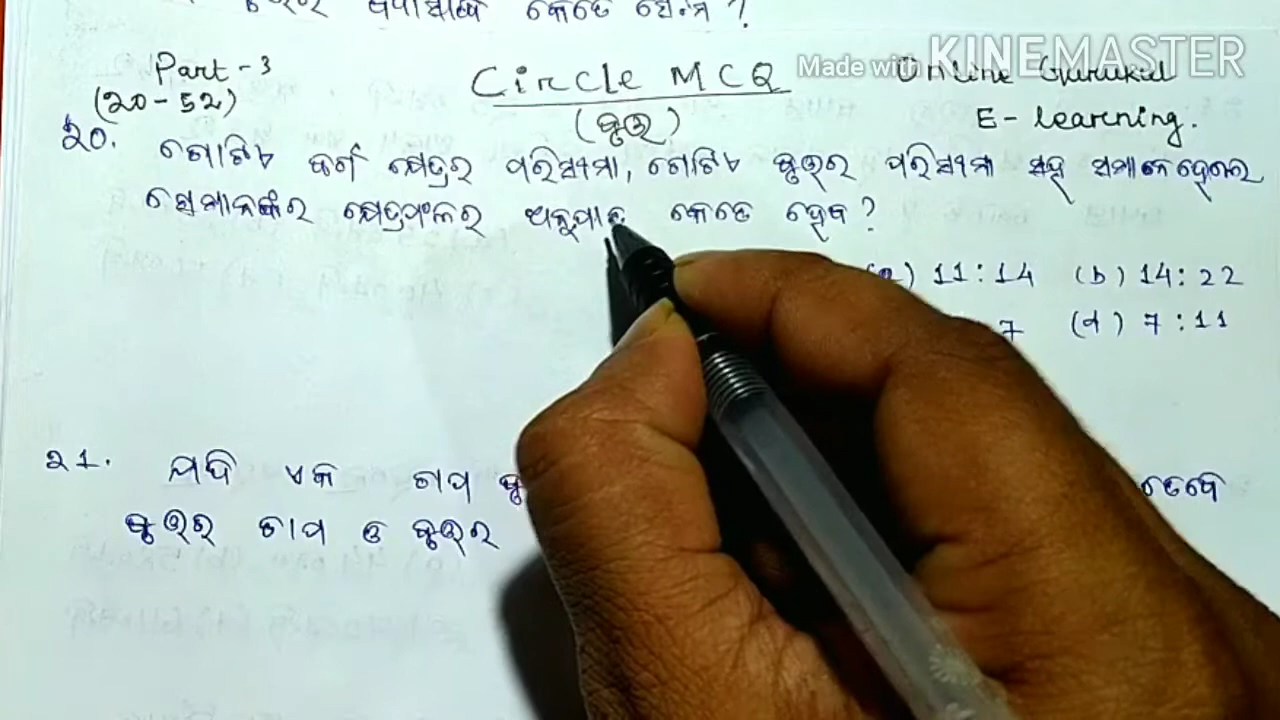 କେତେ ସେ.ମି ?
Made with KINEMASTER
Part - 3
(20 - 52)
Circle MCQ
(ବୃତ୍ତ)
Online Gurukul
E- learning.
20. ଗୋଟିଏ ବର୍ଗ କ୍ଷେତ୍ରର ପରିସୀମା, ଗୋଟିଏ ବୃତ୍ତର ପରିସୀମା ସହ ସମାନ ହେଲେ
ସେମାନଙ୍କର କ୍ଷେତ୍ରଫଳର ଅନୁପାତ କେତେ ହେବ ?
11:14 (b) 14:22
7 (d) 7:11
21. ଯଦି ଏକ ଚାପ ତେବେ
ବୃତ୍ତର ଚାପ ଓ ବୃତ୍ତର